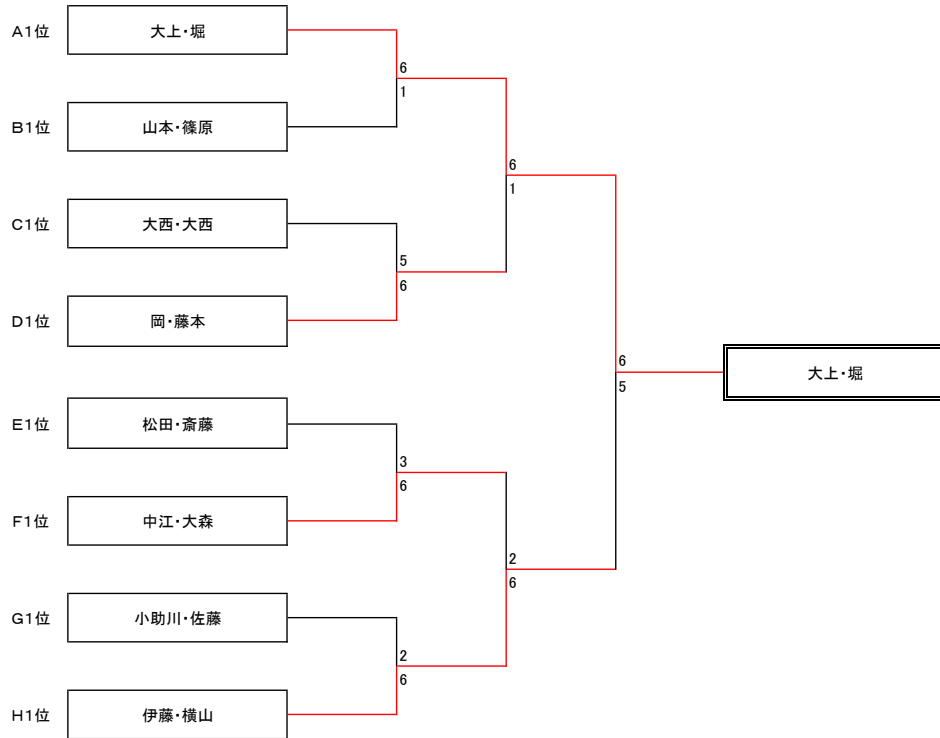 A1位 大上・堀
6
1
B1位 山本・篠原
6
1
C1位 大西・大西
5
6
D1位 岡・藤本
6
5
大上・堀
E1位 松田・斎藤
3
6
F1位 中江・大森
2
6
G1位 小助川・佐藤
2
6
H1位 伊藤・横山